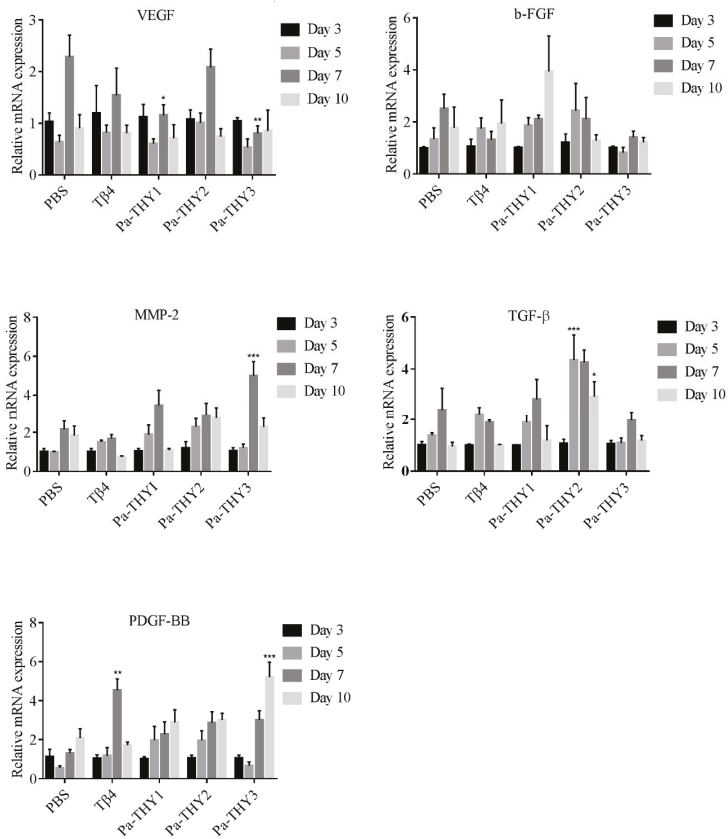 VEGF
Relative mRNA expression
3
2
1
0
* **
PBS
Tβ4
Pa-THY1
Pa-THY2
Pa-THY3
Day 3
Day 5
Day 7
Day 10
b-FGF
Relative mRNA expression
6
4
2
0
PBS
Tβ4
Pa-THY1
Pa-THY2
Pa-THY3
Day 3
Day 5
Day 7
Day 10
MMP-2
Relative mRNA expression
8
6
4
2
0
***
PBS
Tβ4
Pa-THY1
Pa-THY2
Pa-THY3
Day 3
Day 5
Day 7
Day 10
TGF-β
Relative mRNA expression
6
4
2
0
*** *
PBS
Tβ4
Pa-THY1
Pa-THY2
Pa-THY3
Day 3
Day 5
Day 7
Day 10
PDGF-BB
Relative mRNA expression
8
6
4
2
0
** ***
PBS
Tβ4
Pa-THY1
Pa-THY2
Pa-THY3
Day 3
Day 5
Day 7
Day 10